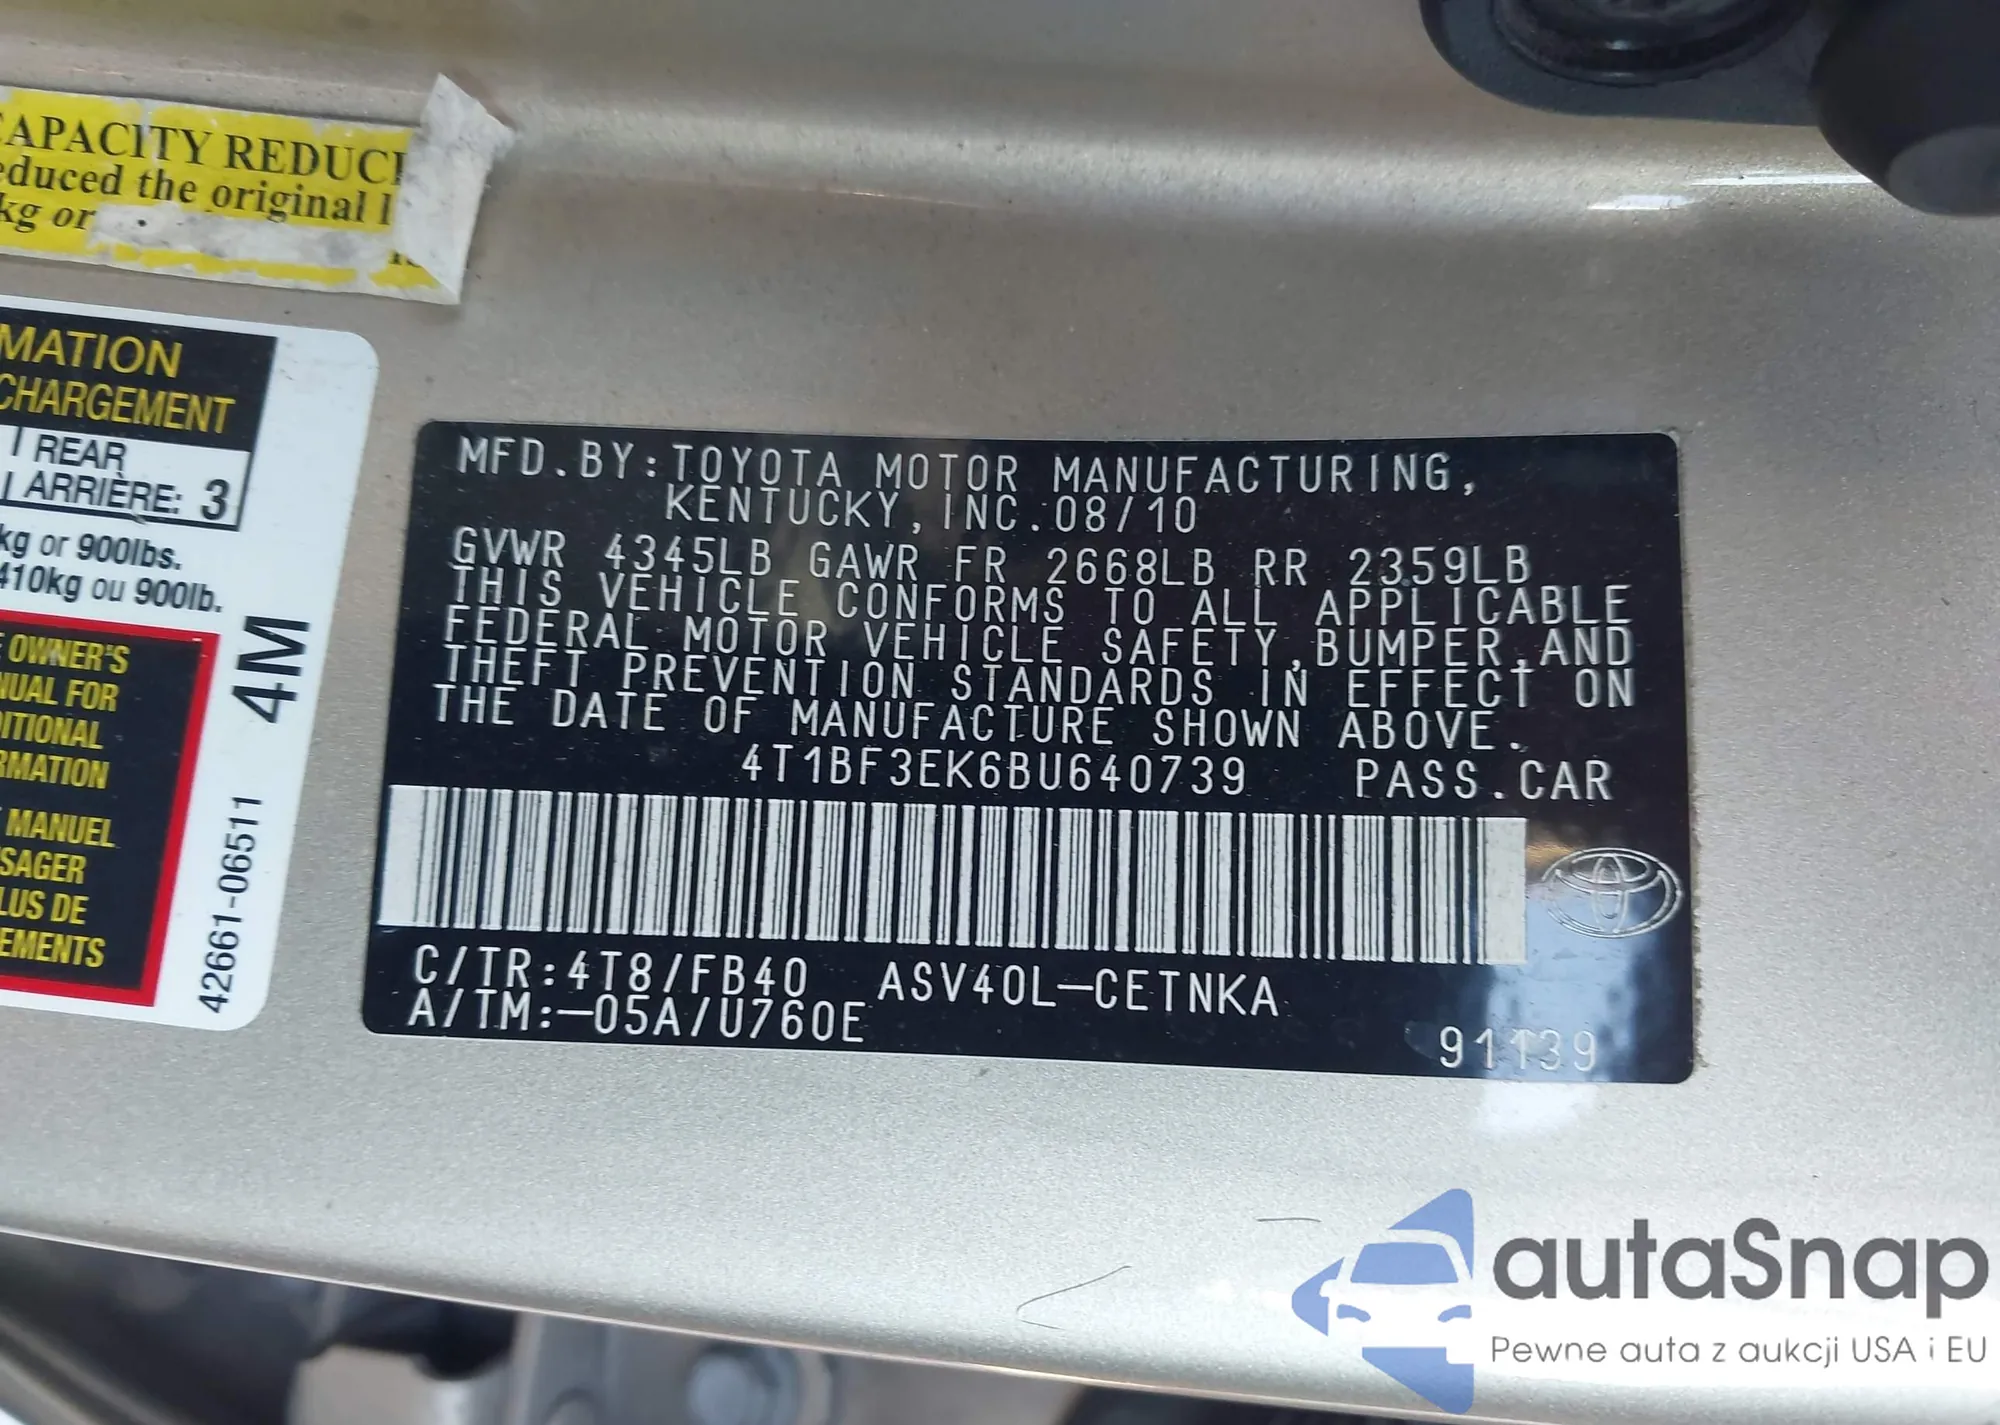 CAPACITY REDUC
educed the original l
kg or
MATION
CHARGEMENT
REAR
ARRIÈRE: 3
kg or 900lbs.
410kg ou 900lb.
OWNER'S
NUAL FOR
DITIONAL
RMATION
MANUEL
SAGER
LUS DE
EMENTS
42661-06511
4M
MFD.BY:TOYOTA MOTOR MANUFACTURING,
KENTUCKY,INC.08/10
GVWR 4345LB GAWR FR 2668LB RR 2359LB
THIS VEHICLE CONFORMS TO ALL APPLICABLE
FEDERAL MOTOR VEHICLE SAFETY,BUMPER,AND
THEFT PREVENTION STANDARDS IN EFFECT ON
THE DATE OF MANUFACTURE SHOWN ABOVE.
4T1BF3EK6BU640739 PASS.CAR
C/TR:4T8/FB40 ASV40L-CETNKA
A/TM:-05A/U760E
91139
autaSnap
Pewne auta z aukcji USA i EU